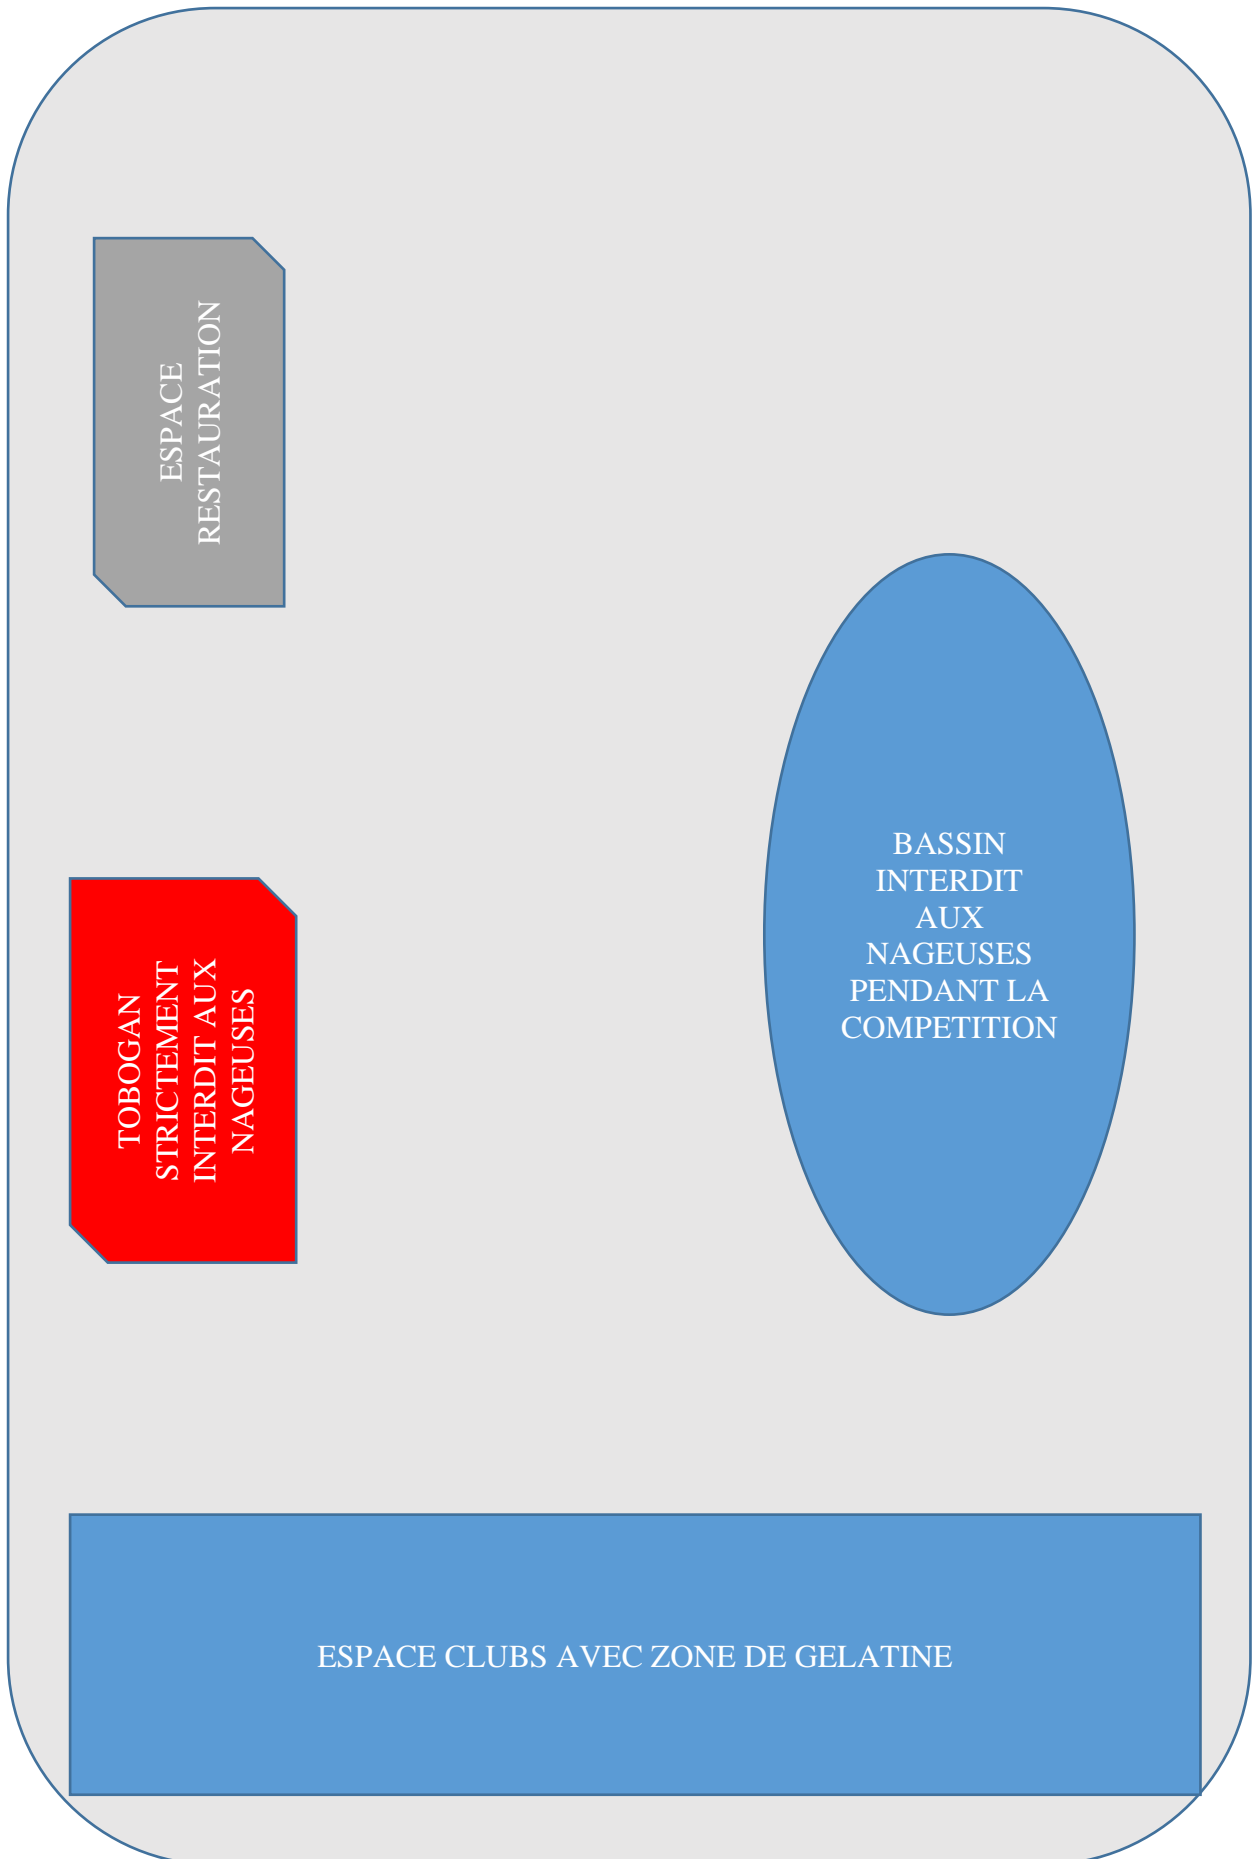 ESPACE
RESTAURATION
BASSIN
INTERDIT
AUX
NAGEUSES
PENDANT LA
COMPETITION
TOBOGAN
STRICTEMENT
INTERDIT AUX
NAGEUSES
ESPACE CLUBS AVEC ZONE DE GELATINE